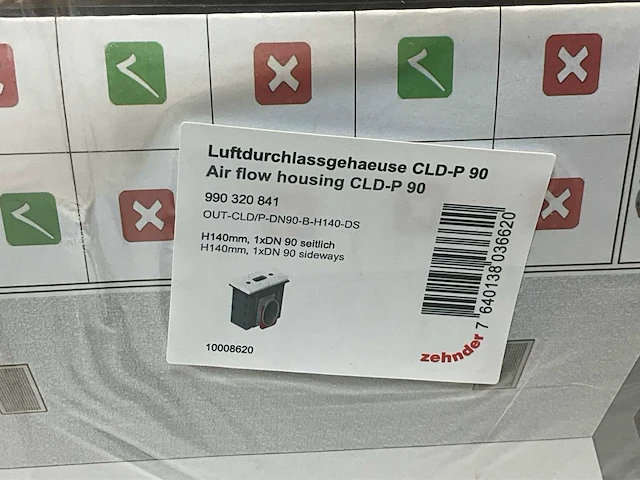 Luftdurchlassgehaeuse CLD-P 90
Air flow housing CLD-P 90
990 320 841
OUT-CLD/P-DN90-B-H140-DS
H140mm, 1xDN 90 seitlich
H140mm, 1xDN 90 sideways
10008620
7 640138 036620
zehnder